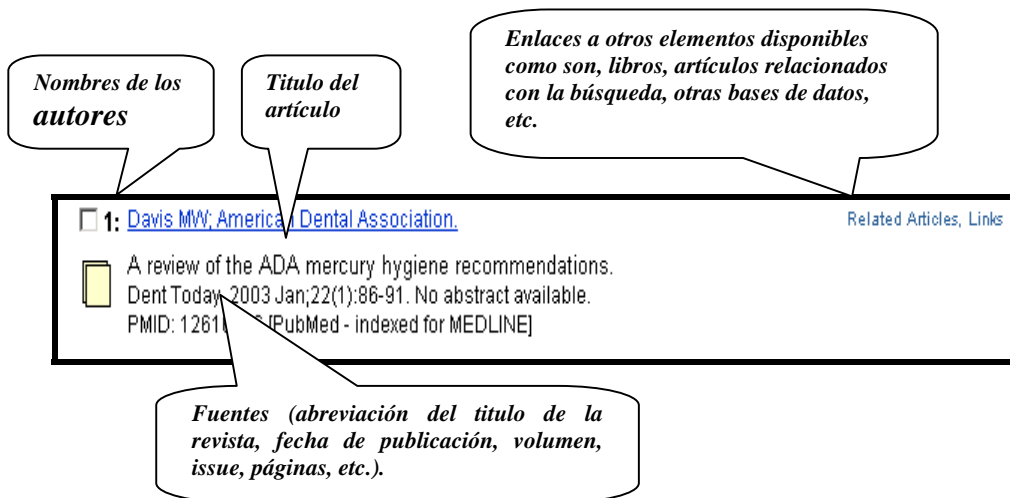 Nombres de los
autores
Titulo del
artículo
Enlaces a otros elementos disponibles
como son, libros, artículos relacionados
con la búsqueda, otras bases de datos,
etc.
1: Davis MW; American Dental Association.
Related Articles, Links
A review of the ADA mercury hygiene recommendations.
Dent Today. 2003 Jan;22(1):86-91. No abstract available.
PMID: [PubMed - indexed for MEDLINE]
Fuentes (abreviación del titulo de la
revista, fecha de publicación, volumen,
issue, páginas, etc.).